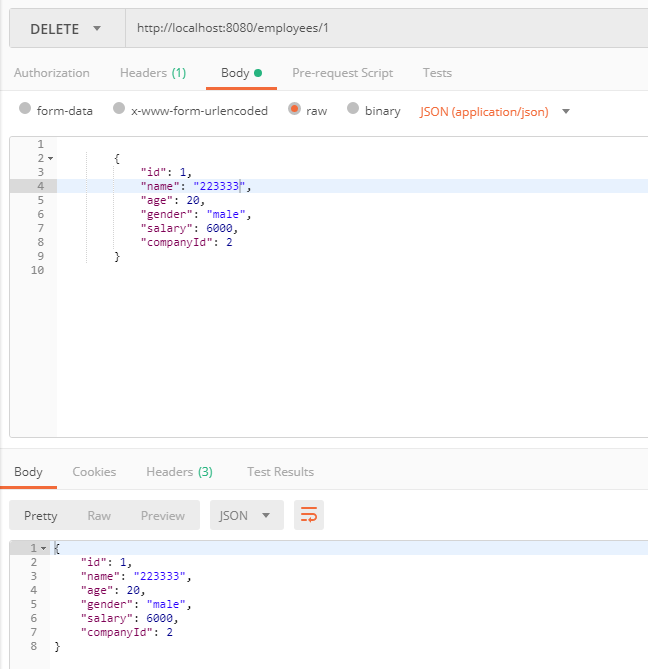 DELETE http://localhost:8080/employees/1
Authorization Headers (1) Body Pre-request Script Tests
form-data x-www-form-urlencoded raw binary JSON (application/json)
1
2 {
3 "id": 1,
4 "name": "223333",
5 "age": 20,
6 "gender": "male",
7 "salary": 6000,
8 "companyId": 2
9 }
10
Body Cookies Headers (3) Test Results
Pretty Raw Preview JSON
1 {
2 "id": 1,
3 "name": "223333",
4 "age": 20,
5 "gender": "male",
6 "salary": 6000,
7 "companyId": 2
8 }